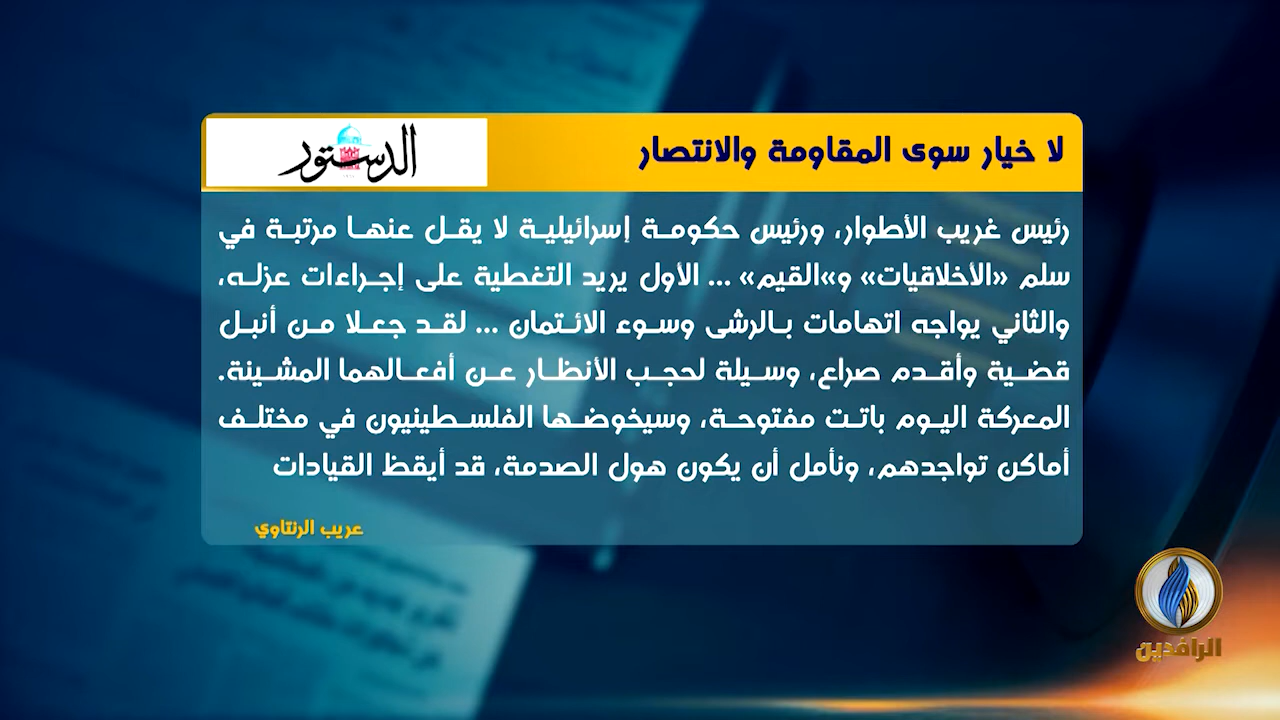 لا خيار سوى المقاومة والانتصار
الدستور
رئيس غريب الأطوار، ورئيس حكومة إسرائيلية لا يقل عنها مرتبة في
سلم «الأخلاقيات» و»القيم» ... الأول يريد التغطية على إجراءات عزله،
والثاني يواجه اتهامات بالرشى وسوء الائتمان ... لقد جعلا من أنبل
قضية وأقدم صراع، وسيلة لحجب الأنظار عن أفعالهما المشينة.
المعركة اليوم باتت مفتوحة، وسيخوضها الفلسطينيون في مختلف
أماكن تواجدهم، ونأمل أن يكون هول الصدمة، قد أيقظ القيادات
عريب الرنتاوي
الرافدين